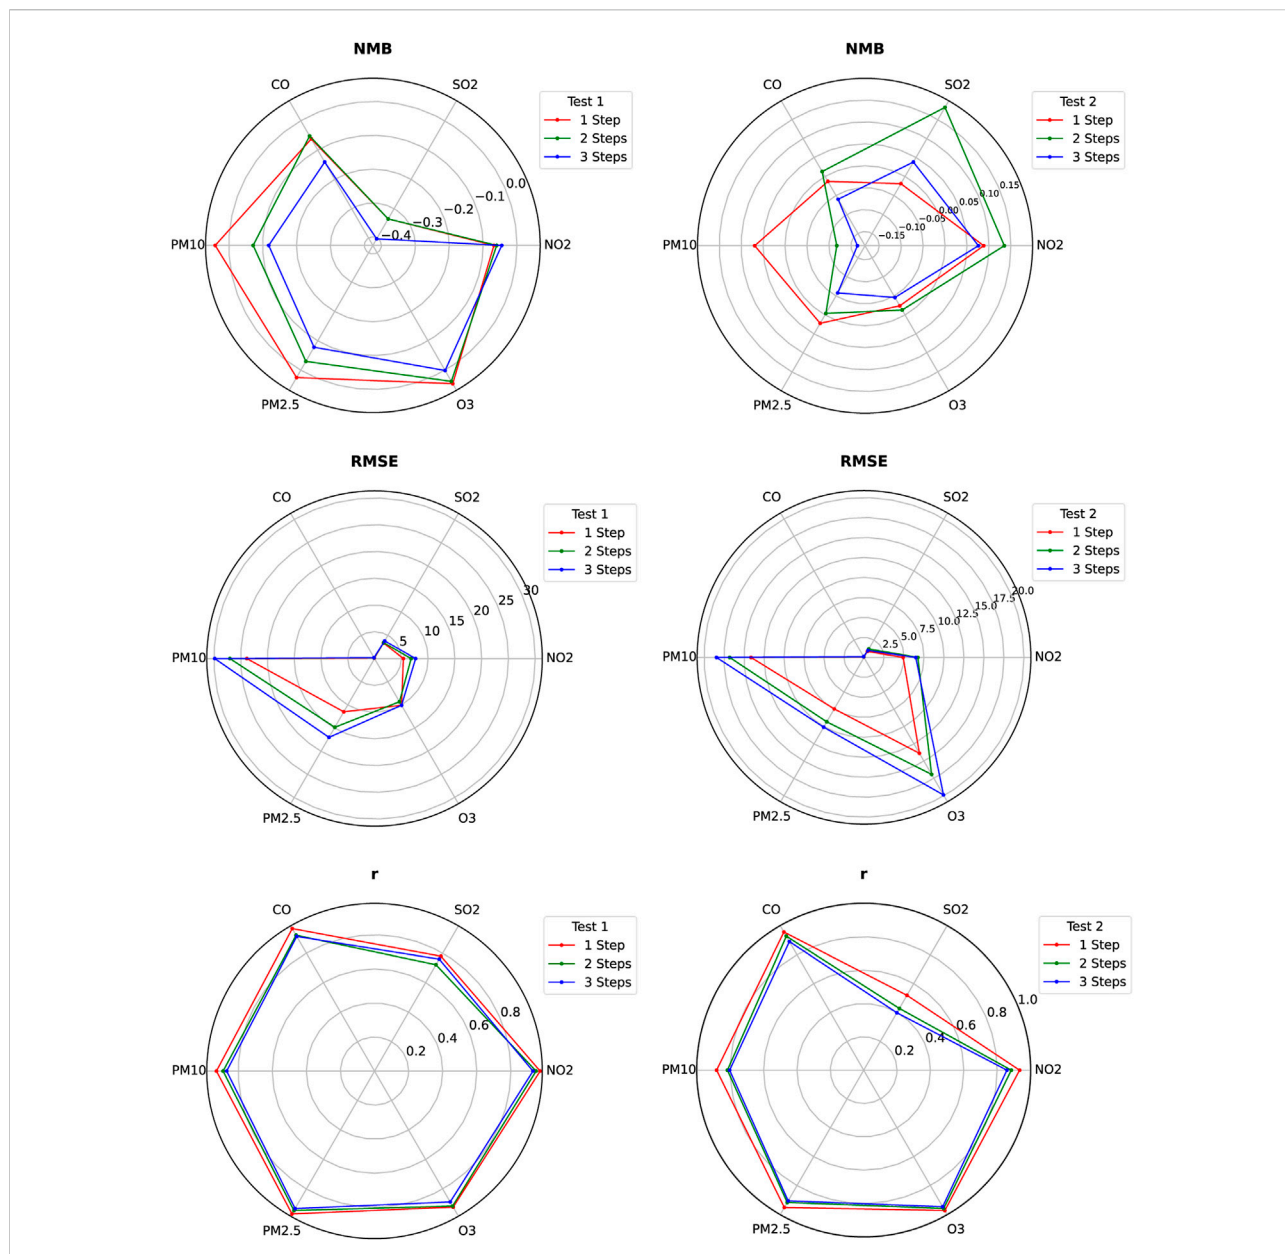 NMB
CO
SO2
PM10
NO2
PM2.5
O3
−0.4
−0.3
−0.2
−0.1
0.0
Test 1
1 Step
2 Steps
3 Steps
NMB
CO
SO2
PM10
NO2
PM2.5
O3
−0.15
−0.10
−0.05
0.00
0.05
0.10
0.15
Test 2
1 Step
2 Steps
3 Steps
RMSE
CO
SO2
PM10
NO2
PM2.5
O3
5
10
15
20
25
30
Test 1
1 Step
2 Steps
3 Steps
RMSE
CO
SO2
PM10
NO2
PM2.5
O3
2.5
5.0
7.5
10.0
12.5
15.0
17.5
20.0
Test 2
1 Step
2 Steps
3 Steps
r
CO
SO2
PM10
NO2
PM2.5
O3
0.2
0.4
0.6
0.8
Test 1
1 Step
2 Steps
3 Steps
r
CO
SO2
PM10
NO2
PM2.5
O3
0.2
0.4
0.6
0.8
1.0
Test 2
1 Step
2 Steps
3 Steps